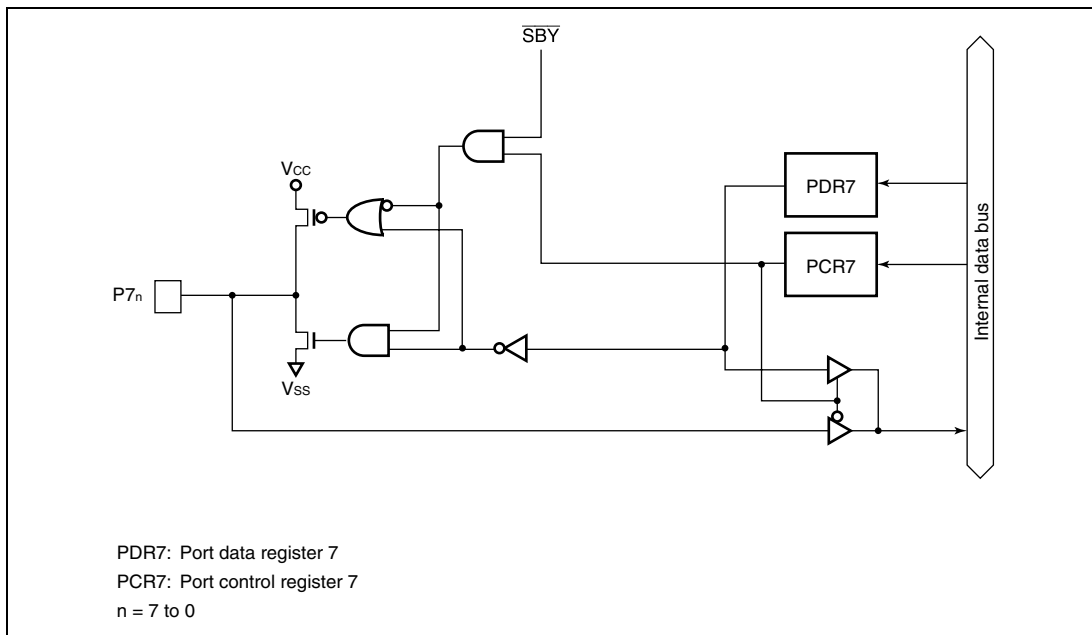 SBY
VCC
PDR7
PCR7
P7n
VSS
Internal data bus
PDR7: Port data register 7
PCR7: Port control register 7
n = 7 to 0